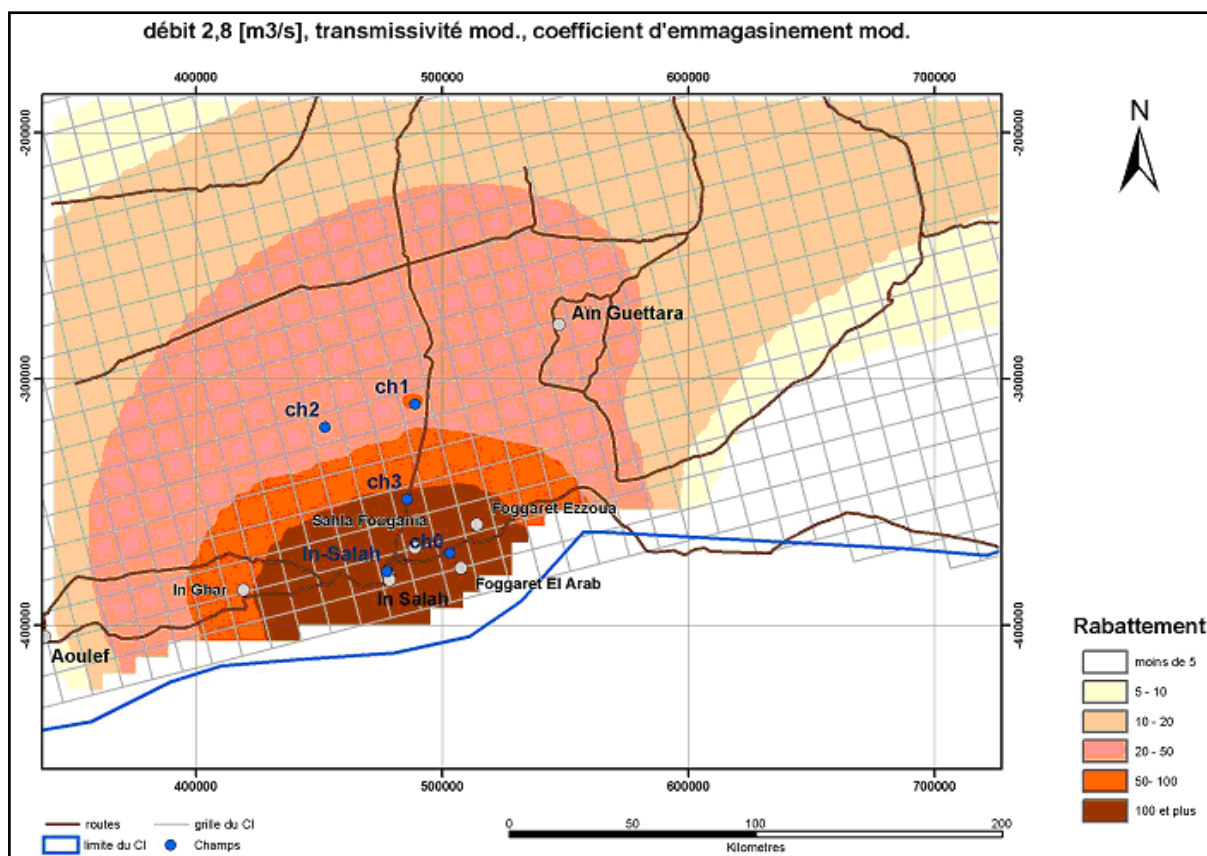 débit 2,8 [m3/s], transmissivité mod., coefficient d'emmagasinement mod.
400000 500000 600000 700000
N
-200000 -200000
Aïn Guettara
-300000 -300000
ch1
ch2
ch3
Foggaret Ezzoua
Sahla Fougania
ch0
In-Salah
In Ghar
Foggaret El Arab
In Salah
-400000 -400000
Aoulef
400000 500000 600000 700000
Rabattement
moins de 5
5 - 10
10 - 20
20 - 50
50- 100
100 et plus
routes grille du CI
limite du CI Champs
0 50 100 200
Kilometres